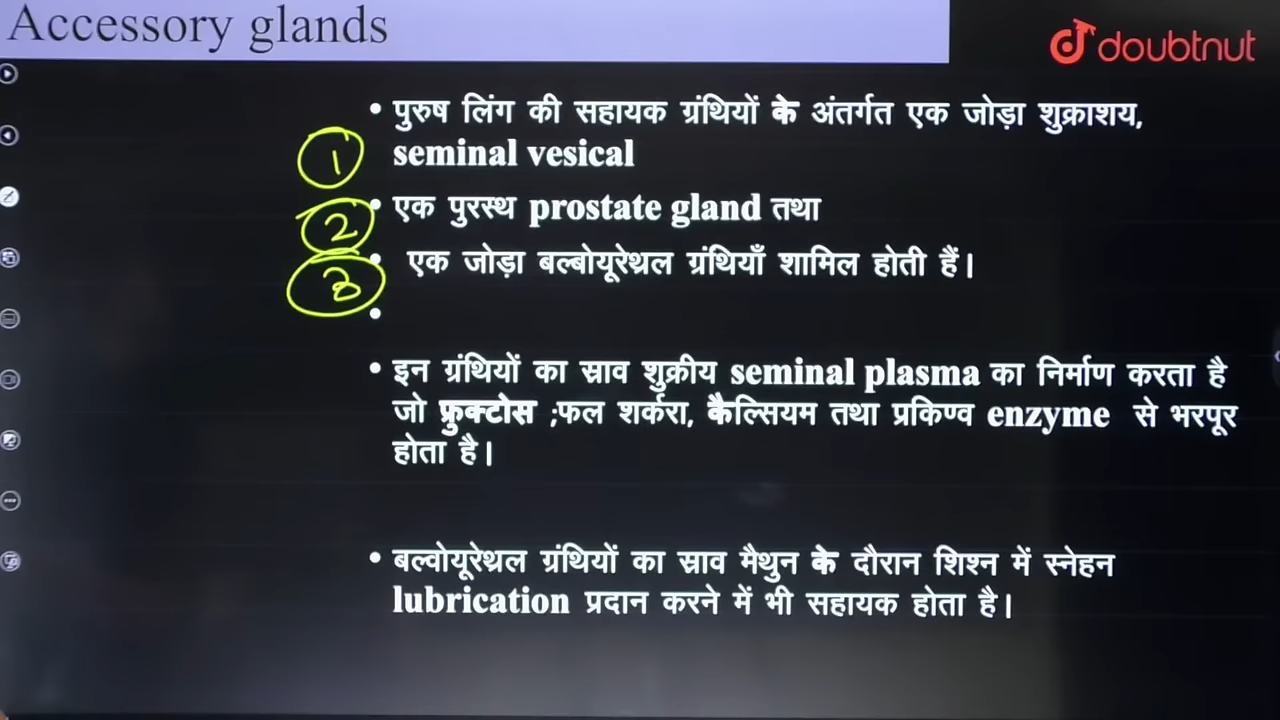 Accessory glands
doubtnut
• पुरुष लिंग की सहायक ग्रंथियों के अंतर्गत एक जोड़ा शुक्राशय,
seminal vesical
1
• एक पुरस्थ prostate gland तथा
2
• एक जोड़ा बल्बोयूरेथ्रल ग्रंथियाँ शामिल होती हैं।
3
•
• इन ग्रंथियों का स्राव शुक्रीय seminal plasma का निर्माण करता है
जो फ्रुक्टोस ;फल शर्करा, कैल्सियम तथा प्रकिण्व enzyme से भरपूर
होता है।
• बल्वोयूरेथ्रल ग्रंथियों का स्राव मैथुन के दौरान शिश्न में स्नेहन
lubrication प्रदान करने में भी सहायक होता है।